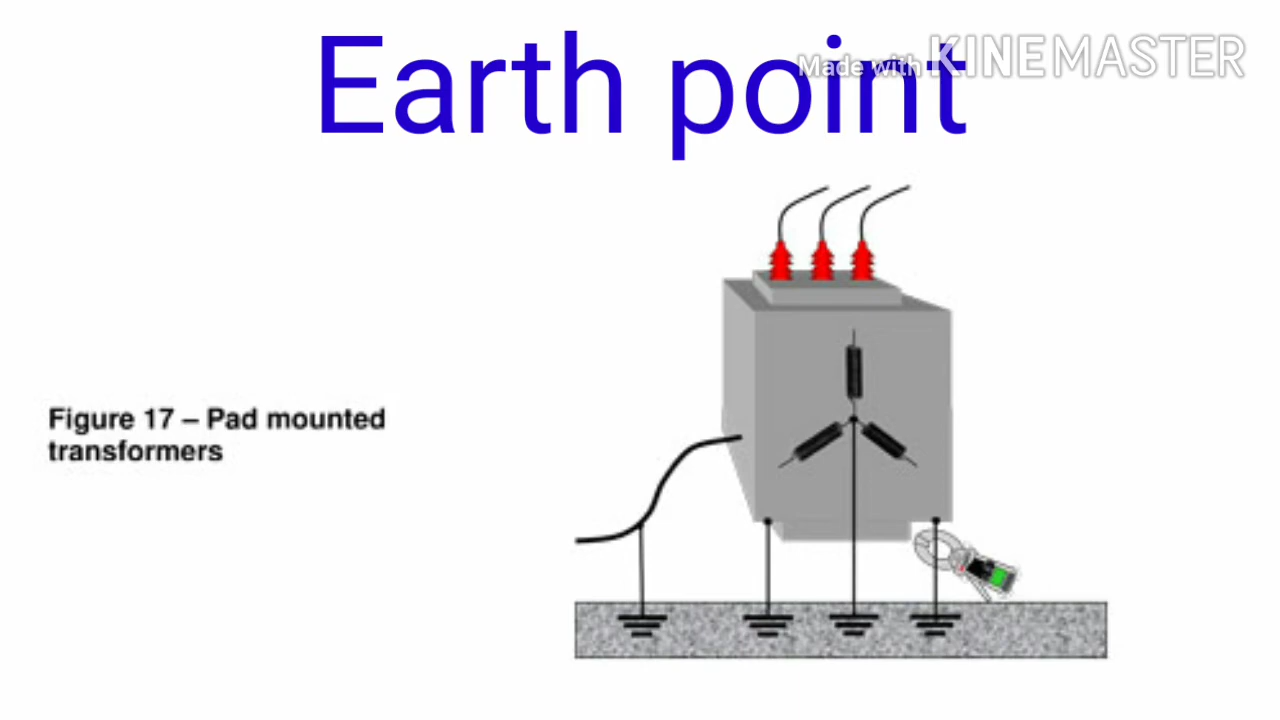 Earth point
Made with KINEMASTER
Figure 17 – Pad mounted
transformers